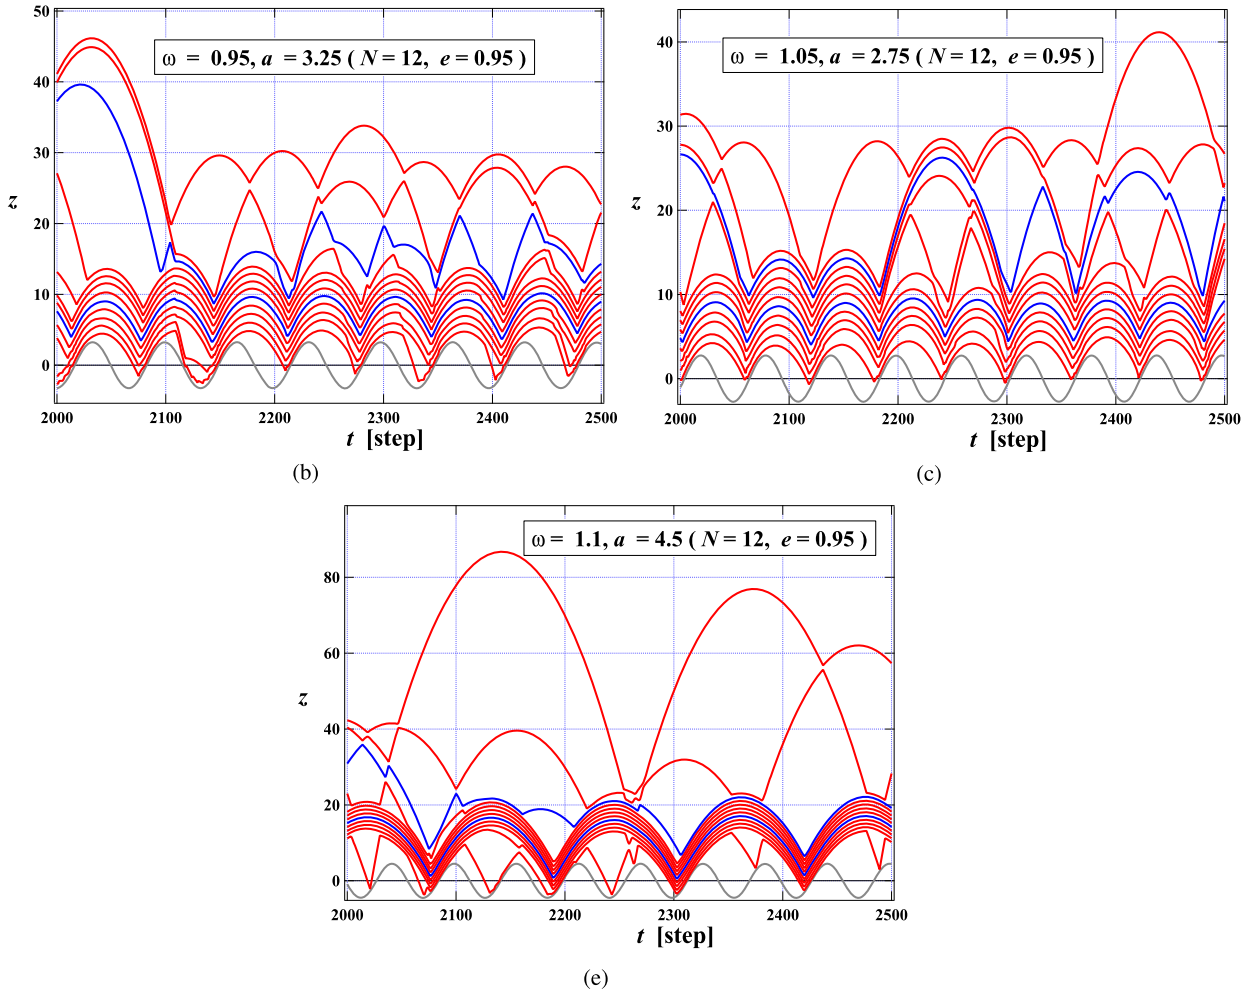 50
40
30
20
10
0
z
ω = 0.95, a = 3.25 ( N = 12, e = 0.95 )
2000 2100 2200 2300 2400 2500
t [step]
(b)
40
30
20
10
0
z
ω = 1.05, a = 2.75 ( N = 12, e = 0.95 )
2000 2100 2200 2300 2400 2500
t [step]
(c)
80
60
40
20
0
z
ω = 1.1, a = 4.5 ( N = 12, e = 0.95 )
2000 2100 2200 2300 2400 2500
t [step]
(e)